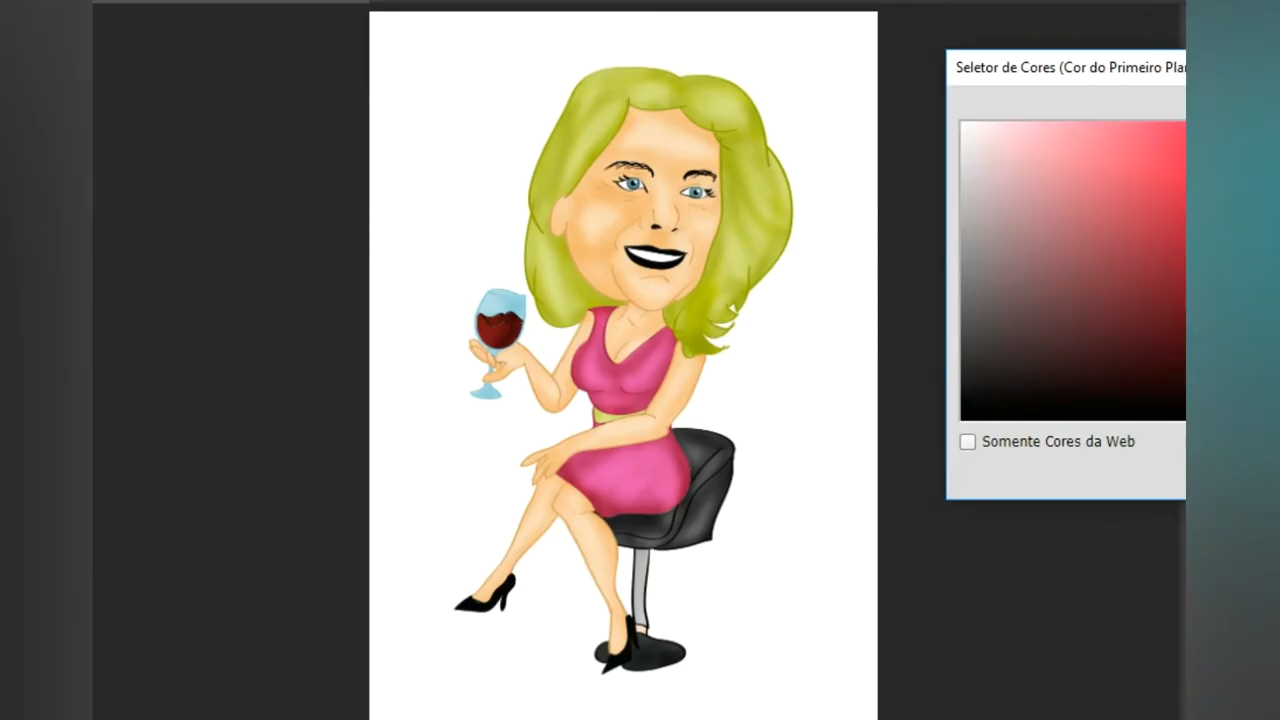 Seletor de Cores (Cor do Primeiro Pla
Somente Cores da Web